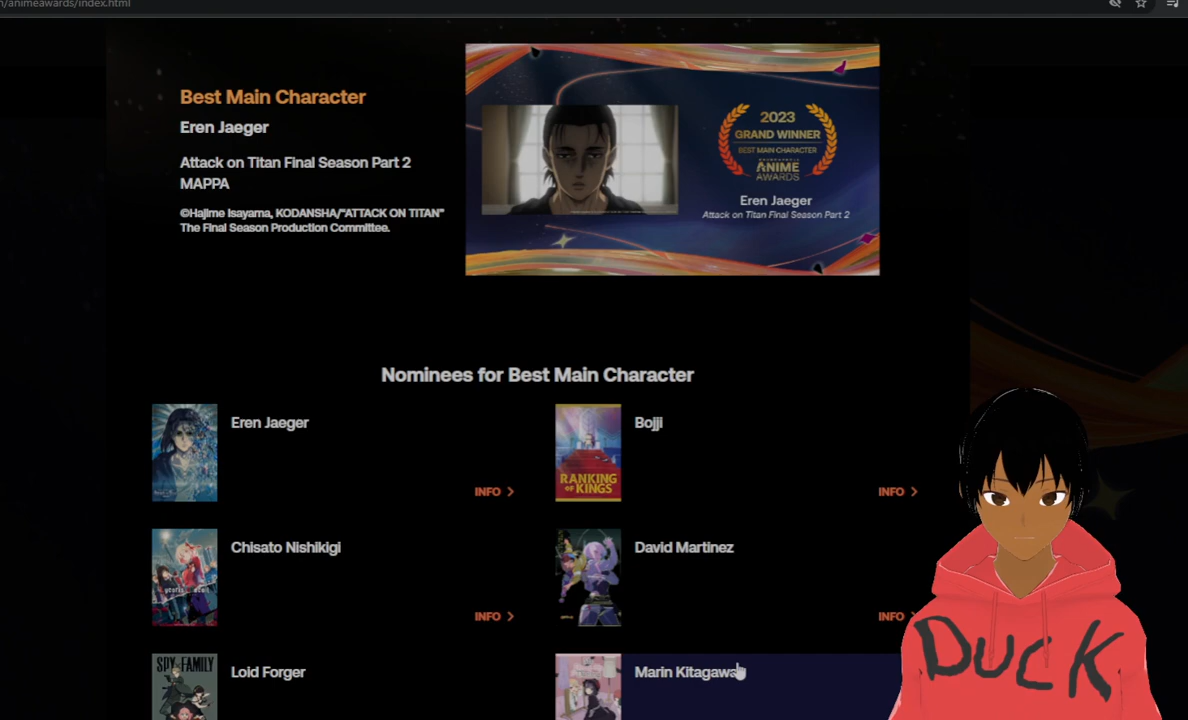 n/animeawards/index.html
Best Main Character
Eren Jaeger
Attack on Titan Final Season Part 2
MAPPA
©Hajime Isayama, KODANSHA/"ATTACK ON TITAN"
The Final Season Production Committee.
2023
GRAND WINNER
BEST MAIN CHARACTER
ANIME
AWARDS
Eren Jaeger
Attack on Titan Final Season Part 2
Nominees for Best Main Character
Eren Jaeger
INFO >
Bojji
RANKING
OF KINGS
INFO >
Chisato Nishikigi
INFO >
David Martinez
INFO
SPY FAMILY
Loid Forger
Marin Kitagawa
DUCK